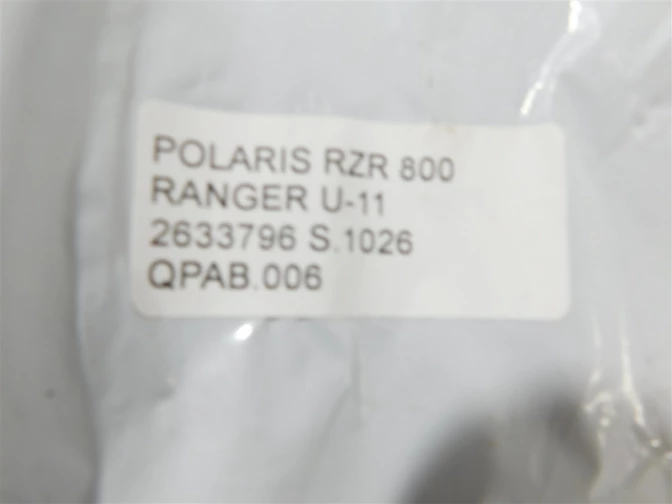 POLARIS RZR 800
RANGER U-11
2633796 S.1026
QPAB.006